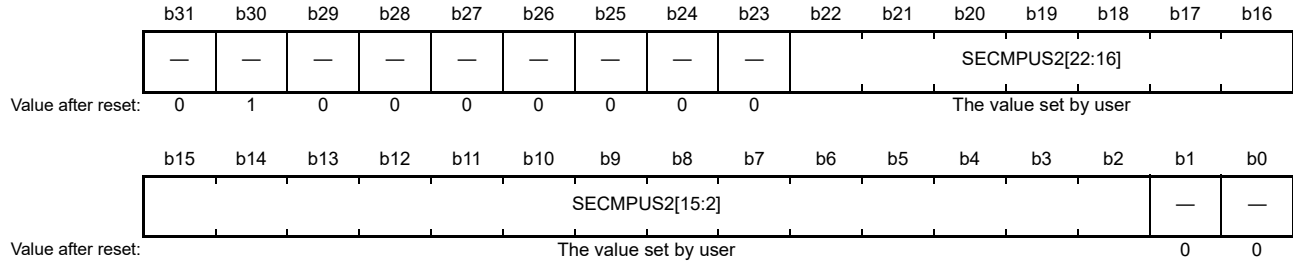 b31 b30 b29 b28 b27 b26 b25 b24 b23 b22 b21 b20 b19 b18 b17 b16
— — — — — — — — — SECMPUS2[22:16]
Value after reset: 0 1 0 0 0 0 0 0 0 The value set by user
b15 b14 b13 b12 b11 b10 b9 b8 b7 b6 b5 b4 b3 b2 b1 b0
SECMPUS2[15:2] — —
Value after reset: The value set by user 0 0